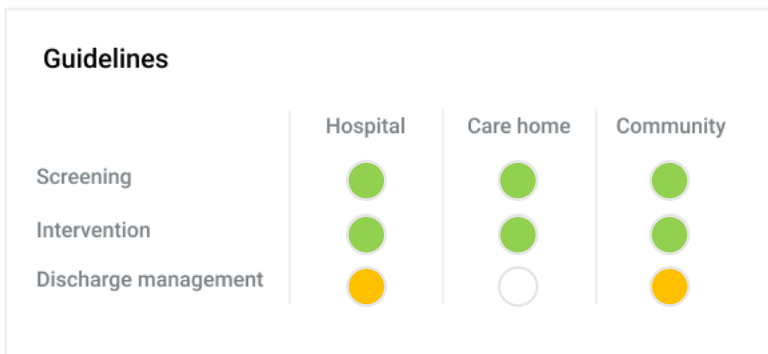 Guidelines
Hospital Care home Community
Screening
Intervention
Discharge management